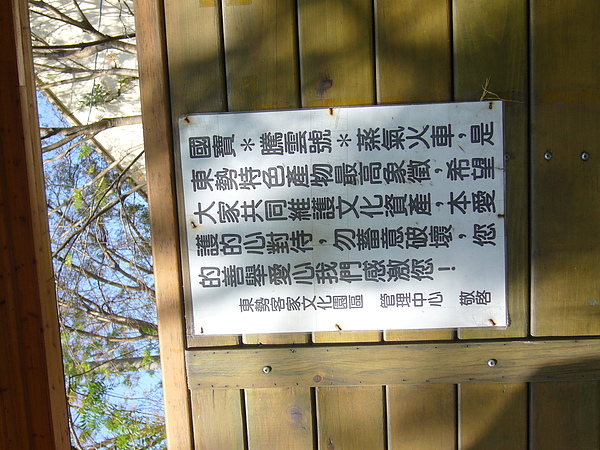 國寶＊騰雲號＊蒸氣火車，是
東勢特色產物最高象徵，希望
大家共同維護文化資產，本愛
護的心對待，勿蓄意破壞，您
的善舉愛心我們感激您！
東勢客家文化園區 管理中心 敬啓